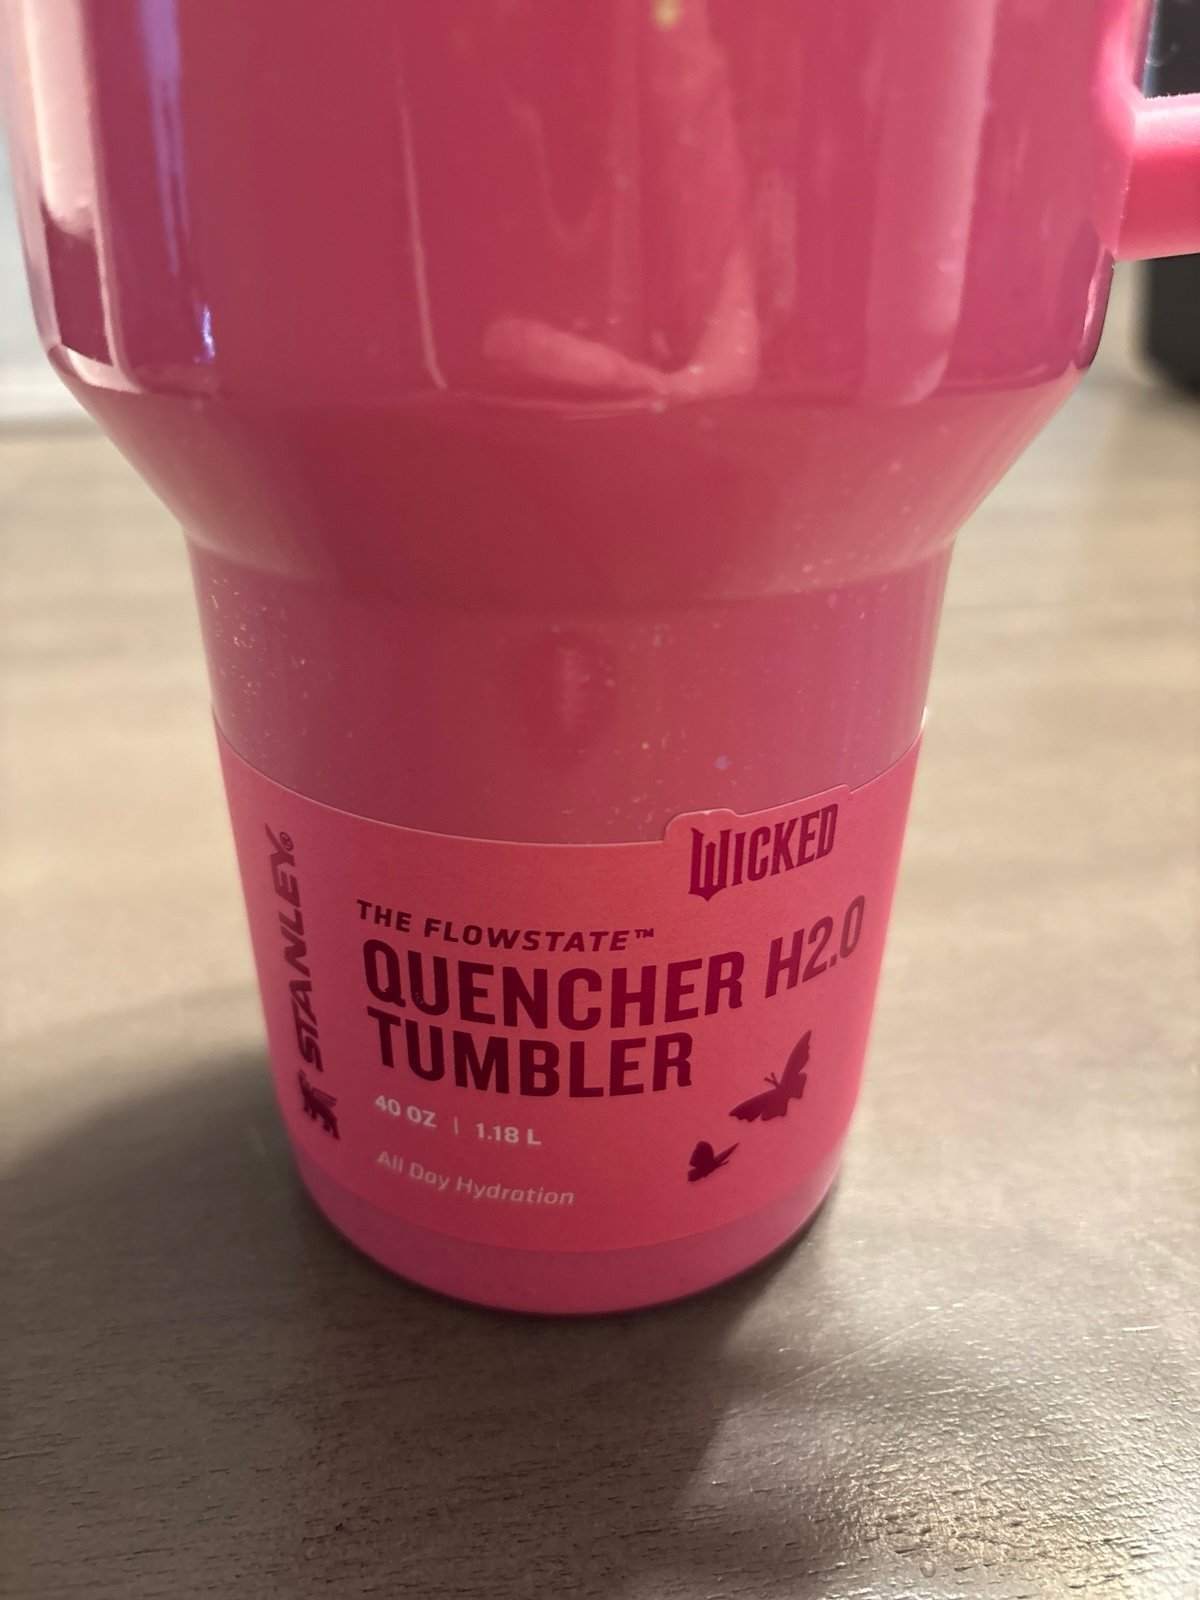 WICKED
STANLEY®
THE FLOWSTATE™
QUENCHER H2.0
TUMBLER
40 OZ | 1.18 L
All Day Hydration